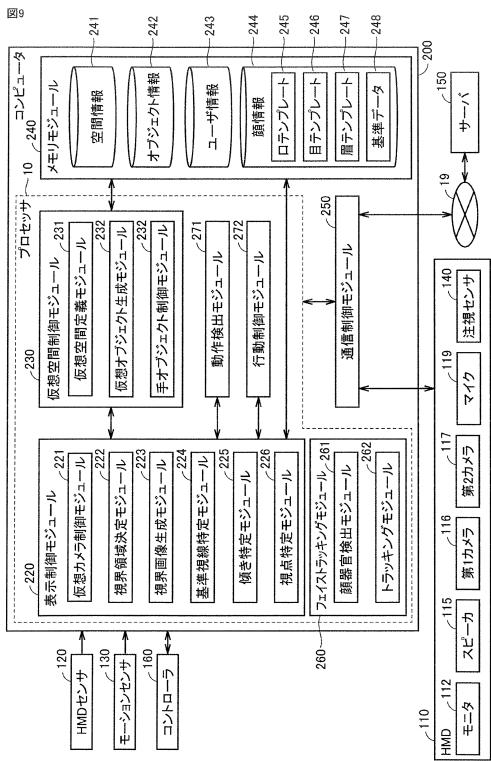 図9
コンピュータ
200
メモリモジュール
240
空間情報
241
オブジェクト情報
242
ユーザ情報
243
顔情報
244
口テンプレート
245
目テンプレート
246
眉テンプレート
247
基準データ
248
プロセッサ
10
仮想空間制御モジュール
230
仮想空間定義モジュール
231
仮想オブジェクト生成モジュール
232
手オブジェクト制御モジュール
232
動作検出モジュール
271
行動制御モジュール
272
通信制御モジュール
250
サーバ
150
19
表示制御モジュール
220
仮想カメラ制御モジュール
221
視界領域決定モジュール
222
視界画像生成モジュール
223
基準視線特定モジュール
224
傾き特定モジュール
225
視点特定モジュール
226
フェイストラッキングモジュール
260
顔器官検出モジュール
261
トラッキングモジュール
262
HMDセンサ
120
モーションセンサ
130
コントローラ
160
HMD
110
モニタ
112
スピーカ
115
第1カメラ
116
第2カメラ
117
マイク
119
注視センサ
140